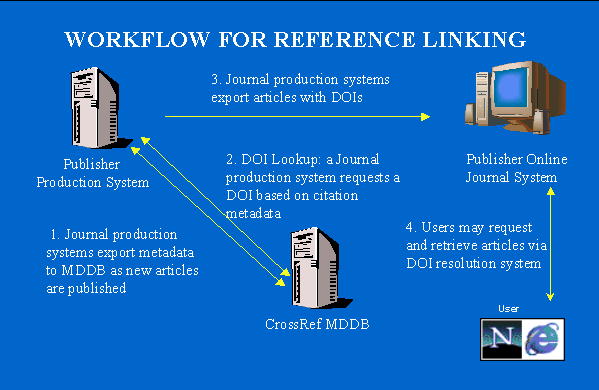 WORKFLOW FOR REFERENCE LINKING
3. Journal production systems
export articles with DOIs
Publisher
Production System
2. DOI Lookup: a Journal
production system requests a
DOI based on citation
metadata
Publisher Online
Journal System
1. Journal production
systems export metadata
to MDDB as new articles
are published
4. Users may request
and retrieve articles via
DOI resolution system
CrossRef MDDB
User
N
e